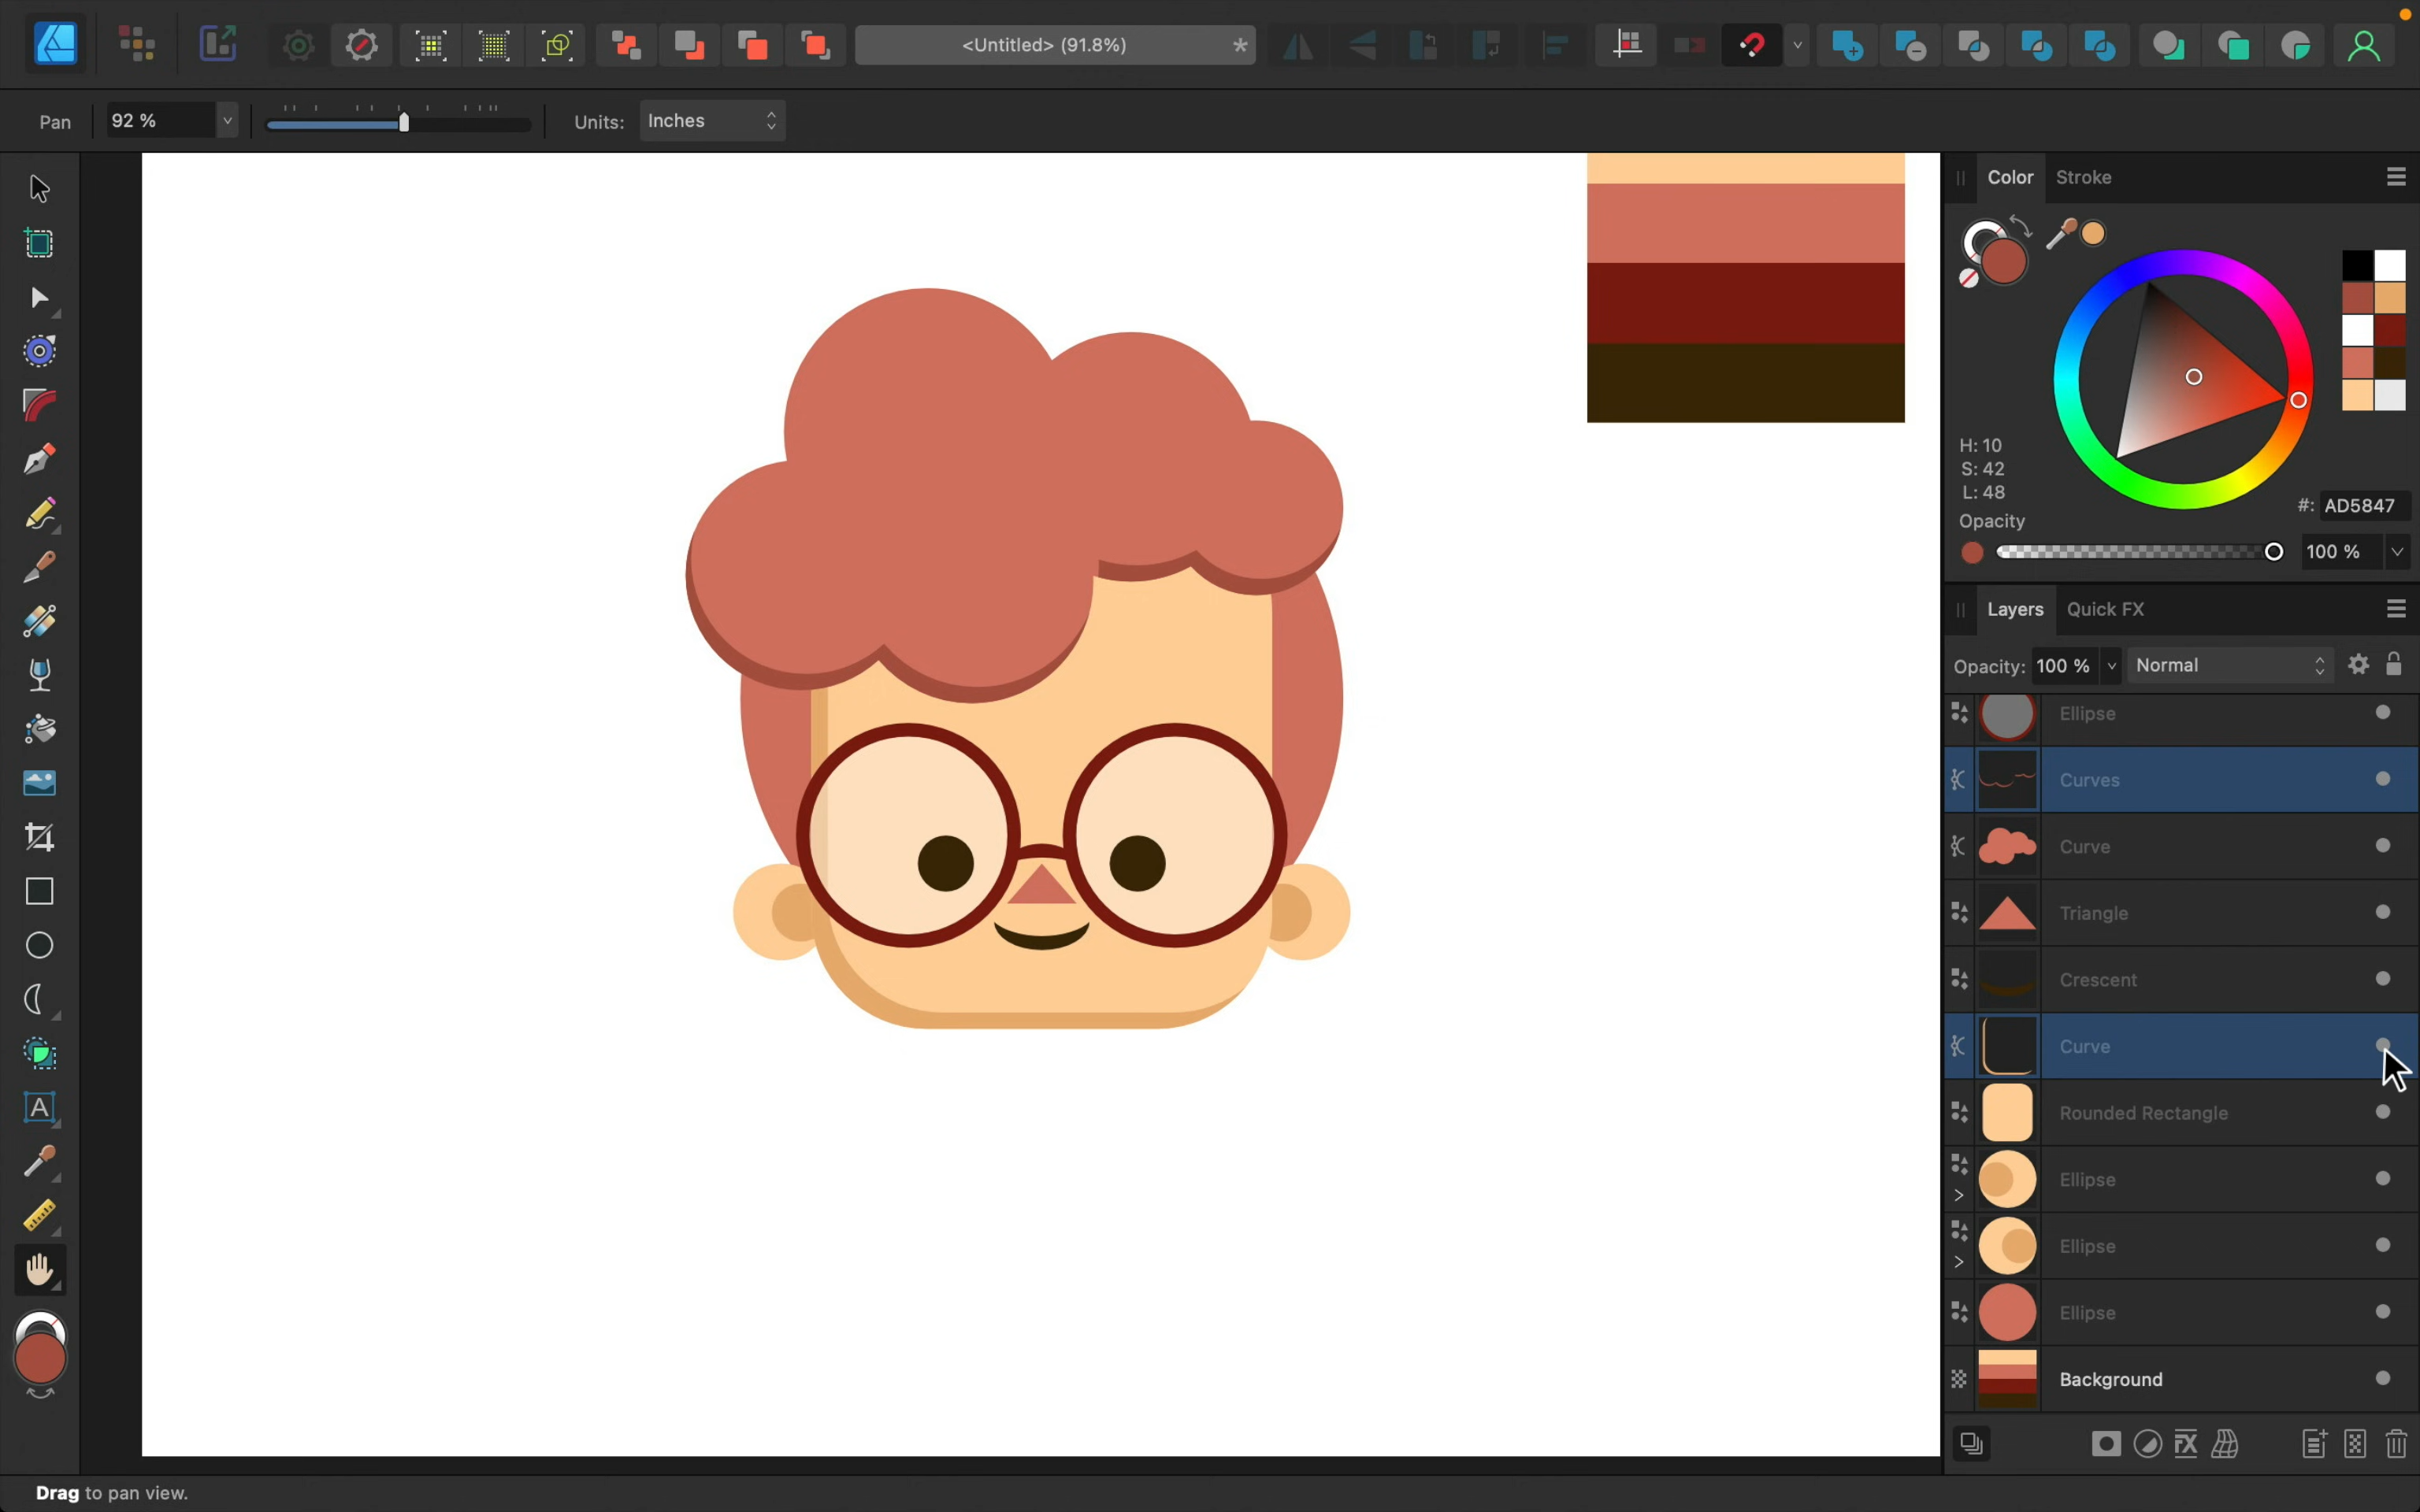 <Untitled> (91.8%)
*
Pan
92 %
Units:
Inches
Color
Stroke
H: 10
S: 42
L: 48
#: AD5847
Opacity
100 %
Layers
Quick FX
Opacity: 100 %
Normal
Ellipse
Curves
Curve
Triangle
Crescent
Curve
Rounded Rectangle
Ellipse
Ellipse
Ellipse
Background
A
FX
Drag to pan view.